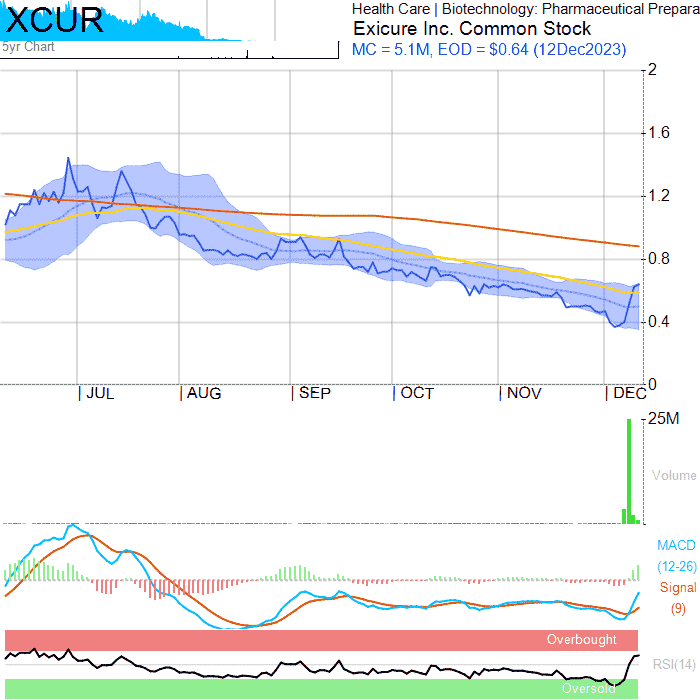 XCUR
5yr Chart
Health Care | Biotechnology: Pharmaceutical Prepara
Exicure Inc. Common Stock
MC = 5.1M, EOD = $0.64 (12Dec2023)
2
1.6
1.2
0.8
0.4
0
| JUL | AUG | SEP | OCT | NOV | DEC
25M
Volume
MACD
(12-26)
Signal
(9)
Overbought
RSI(14)
Oversold